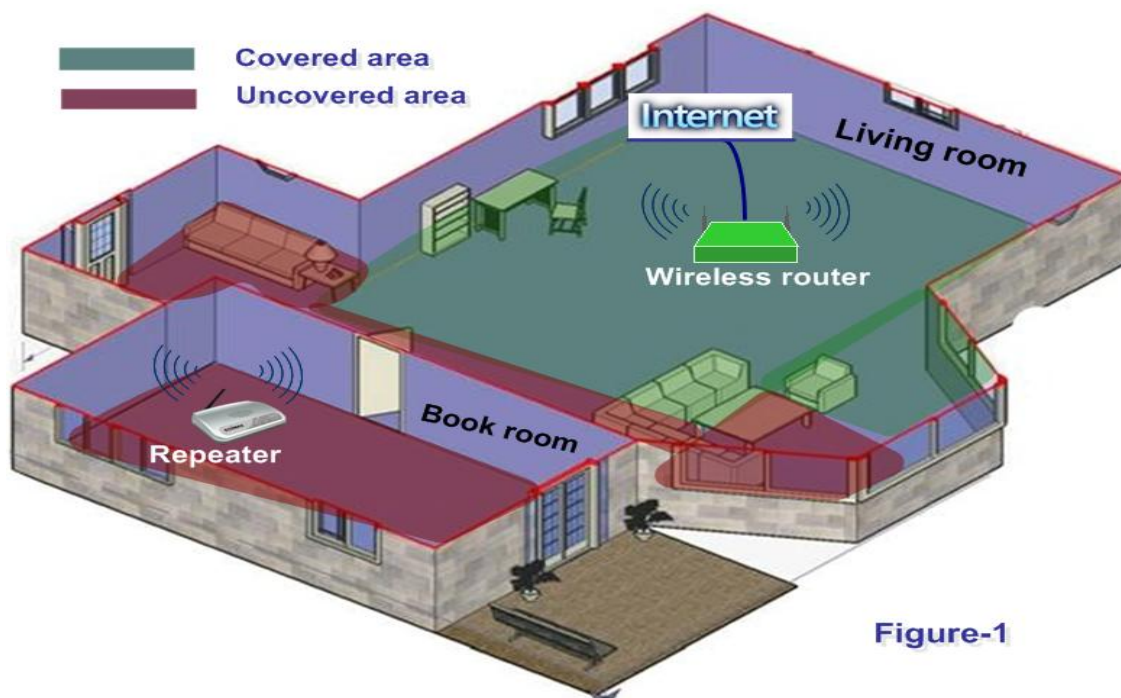 Covered area
Uncovered area
Internet
Living room
Wireless router
Book room
Repeater
Figure-1